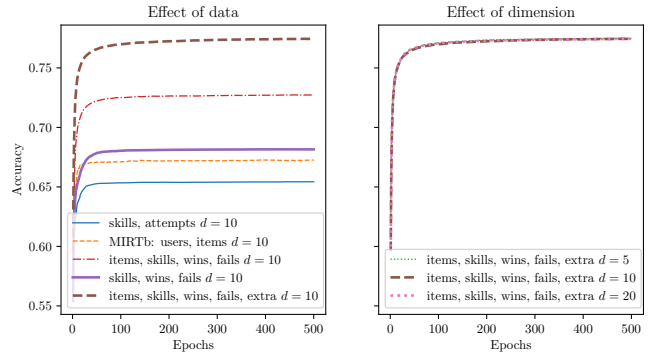 Effect of data
Effect of dimension
0.75
0.70
0.65
0.60
0.55
Accuracy
skills, attempts d = 10
MIRTb: users, items d = 10
items, skills, wins, fails d = 10
skills, wins, fails d = 10
items, skills, wins, fails, extra d = 10
items, skills, wins, fails, extra d = 5
items, skills, wins, fails, extra d = 10
items, skills, wins, fails, extra d = 20
0 100 200 300 400 500
0 100 200 300 400 500
Epochs
Epochs